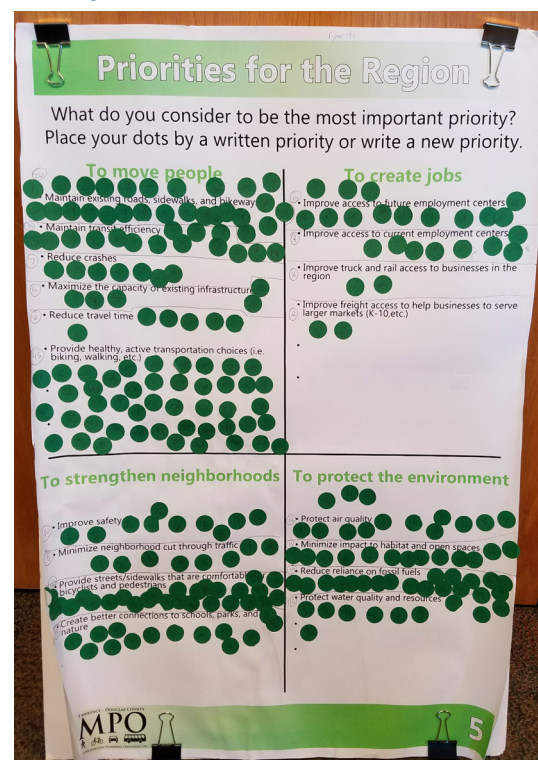 Priorities for the Region
What do you consider to be the most important priority?
Place your dots by a written priority or write a new priority.
To move people
• Maintain existing roads, sidewalks, and bikeways
• Maintain transit efficiency
• Reduce crashes
• Maximize the capacity of existing infrastructure
• Reduce travel time
• Provide healthy, active transportation choices (i.e.
biking, walking, etc.)
•
•
To create jobs
• Improve access to future employment centers
• Improve access to current employment centers
• Improve truck and rail access to businesses in the
region
• Improve freight access to help businesses to serve
larger markets (K-10,etc.)
•
•
To strengthen neighborhoods
• Improve safety
• Minimize neighborhood cut through traffic
• Provide streets/sidewalks that are comfortable
bicyclists and pedestrians
• Create better connections to schools, parks, and
nature
To protect the environment
• Protect air quality
• Minimize impact to habitat and open spaces
• Reduce reliance on fossil fuels
• Protect water quality and resources
•
•
Lawrence - Douglas County
MPO
5